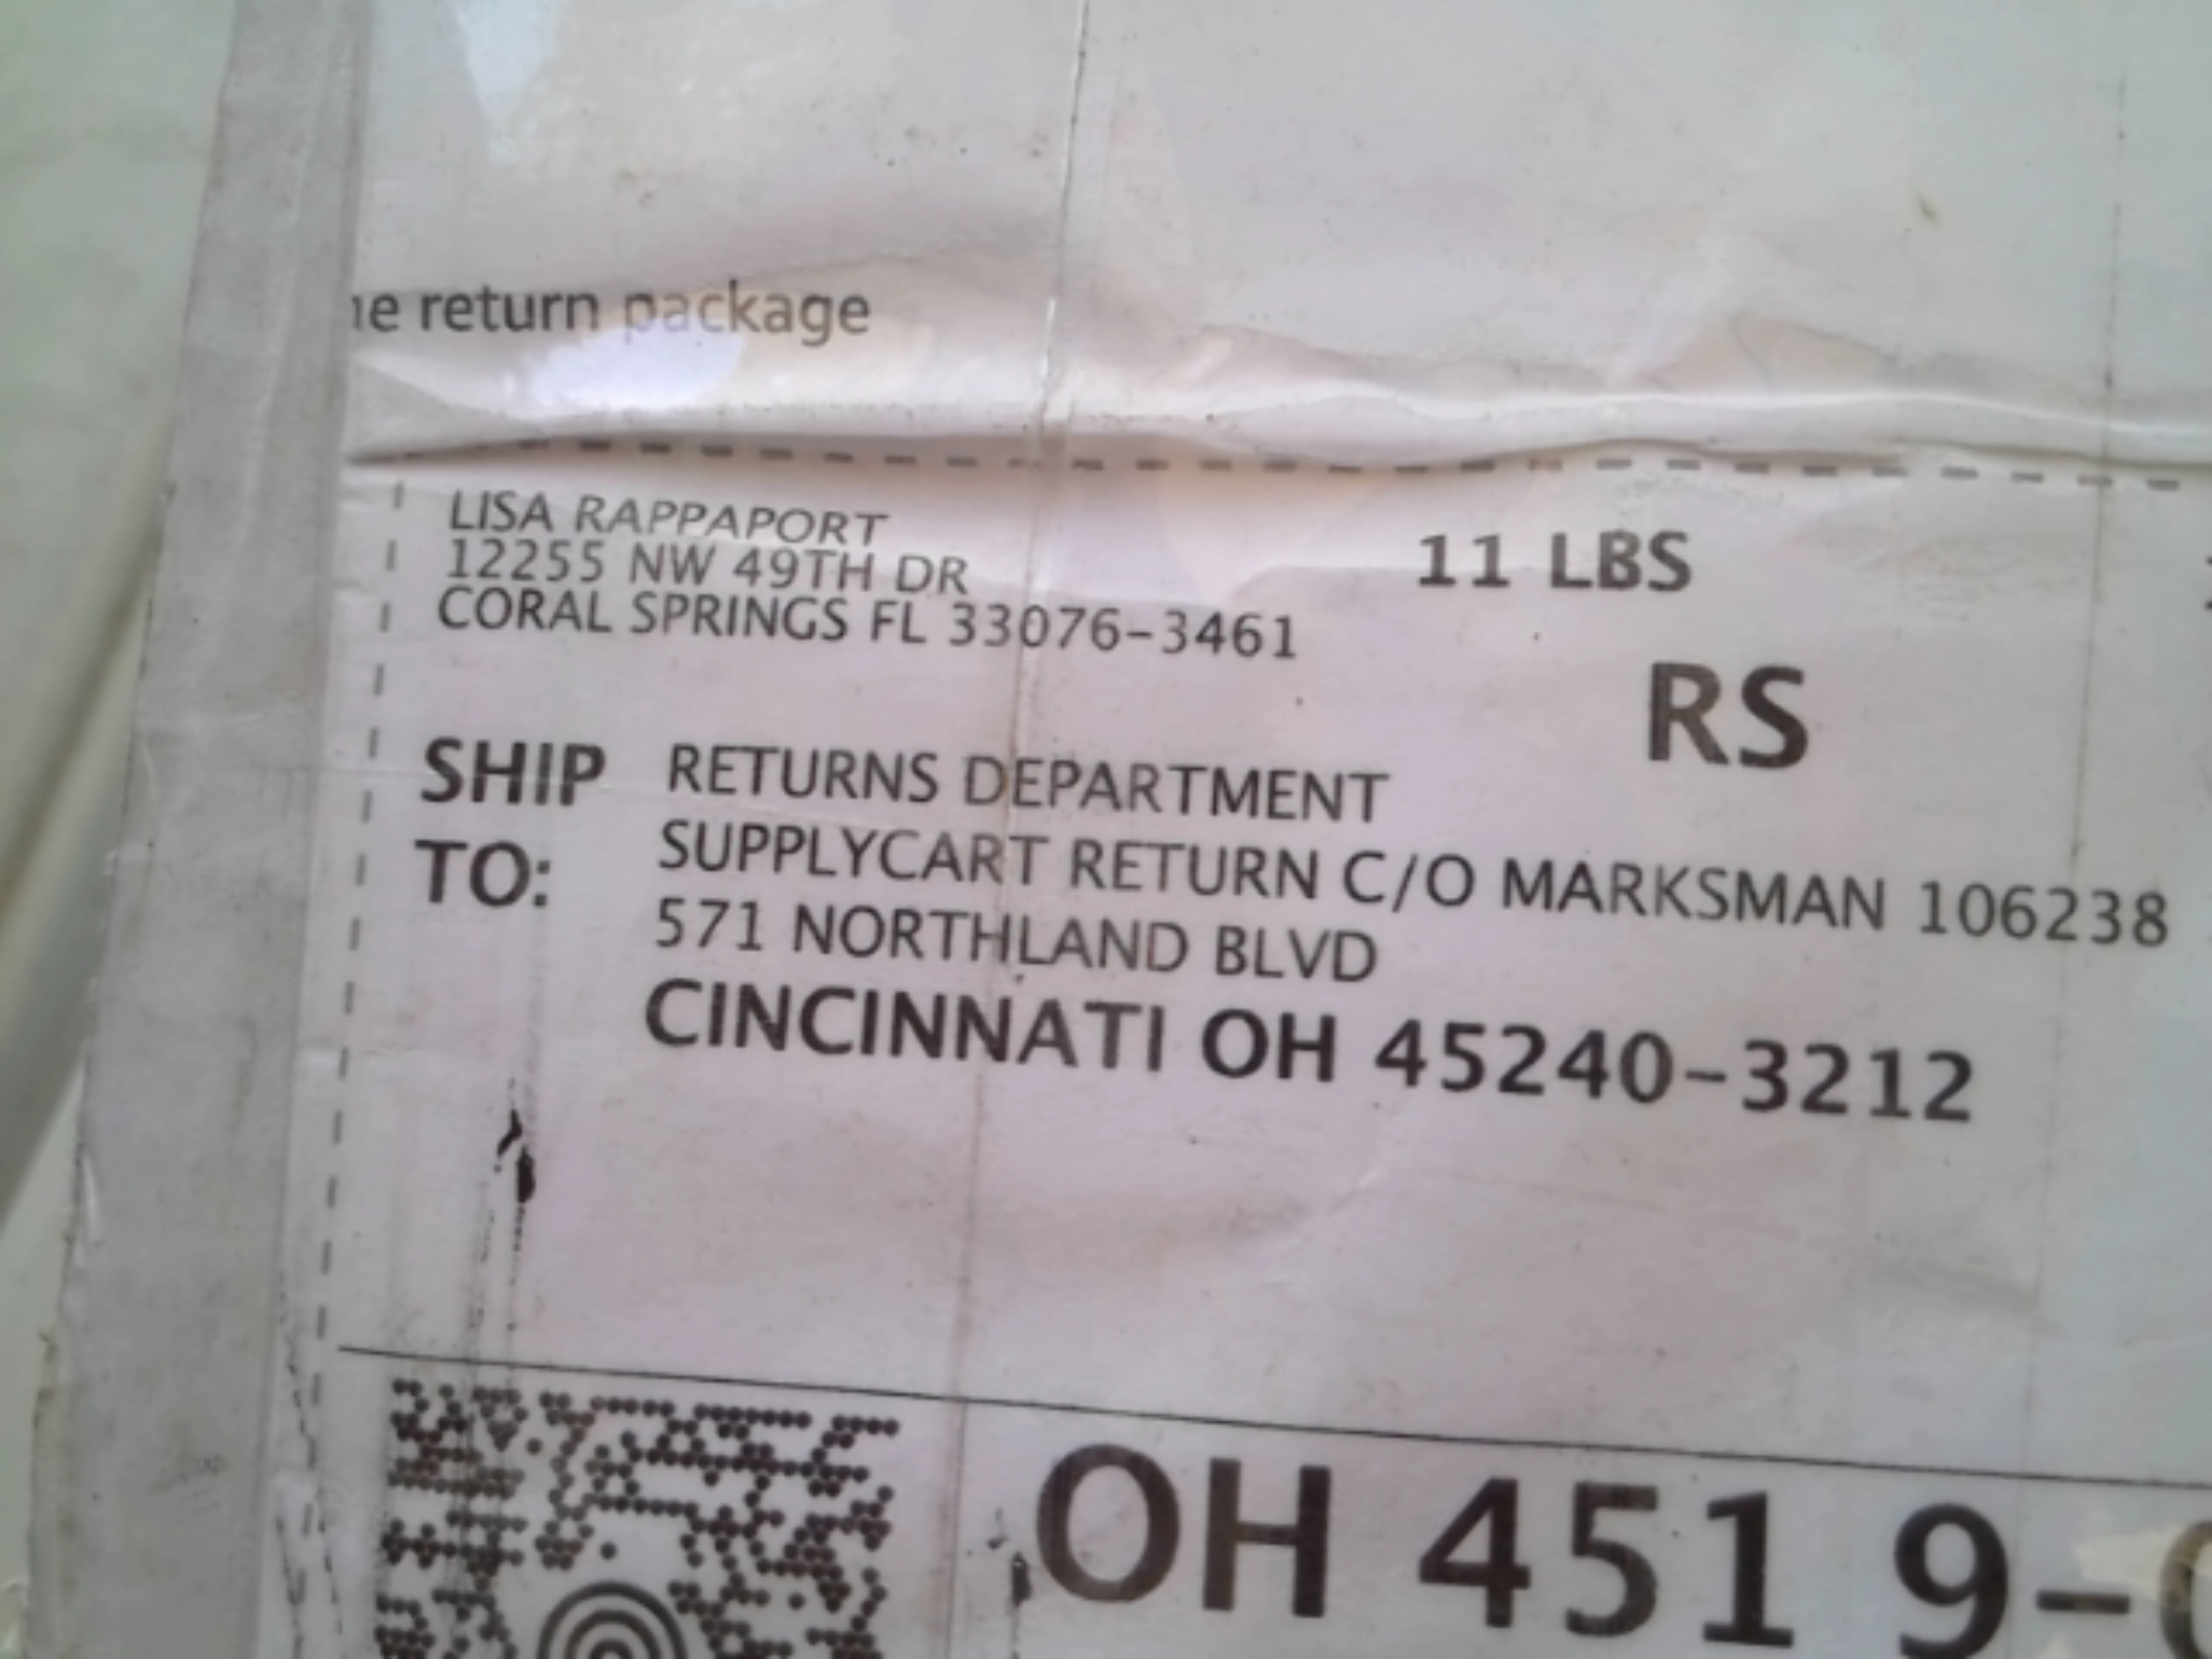 return package
LISA RAPPAPORT
12255 NW 49TH DR
CORAL SPRINGS FL 33076-3461
11 LBS
RS
SHIP TO:
RETURNS DEPARTMENT
SUPPLYCART RETURN C/O MARKSMAN 106238
571 NORTHLAND BLVD
CINCINNATI OH 45240-3212
OH 451 9-